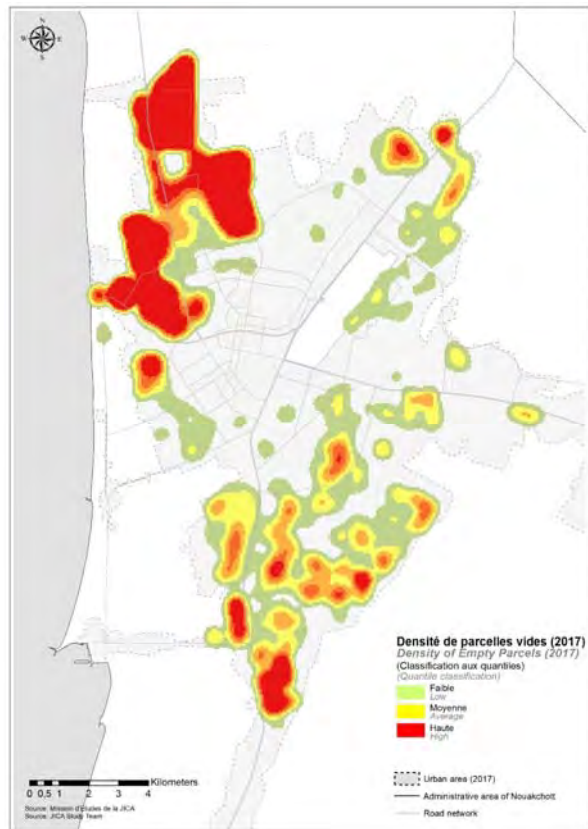 N
W
E
S
Densité de parcelles vides (2017)
Density of Empty Parcels (2017)
(Classification aux quantiles)
(Quantile classification)
Faible
Low
Moyenne
Average
Haute
High
Kilometers
0 0,5 1 2 3 4
Urban area (2017)
Administrative area of Nouakchott
Road network
Source: Mission d'Études de la JICA
Source: JICA Study Team